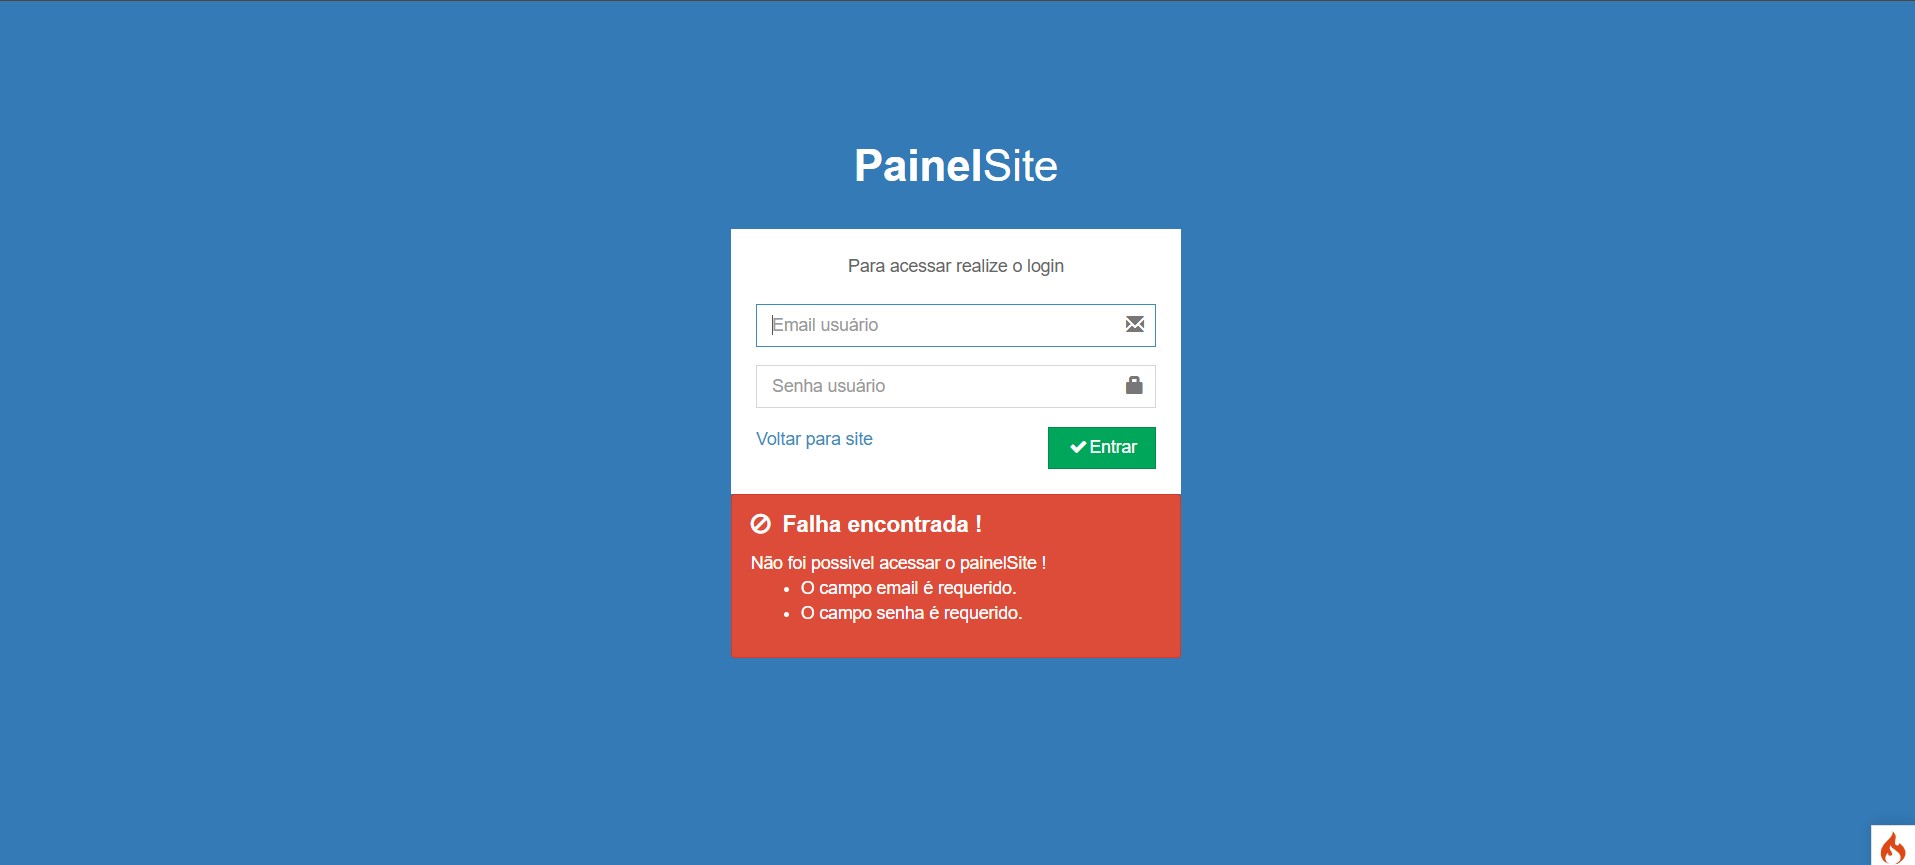 PainelSite
Para acessar realize o login
Email usuário
Senha usuário
Voltar para site
Entrar
Falha encontrada !
Não foi possivel acessar o painelSite !
O campo email é requerido.
O campo senha é requerido.